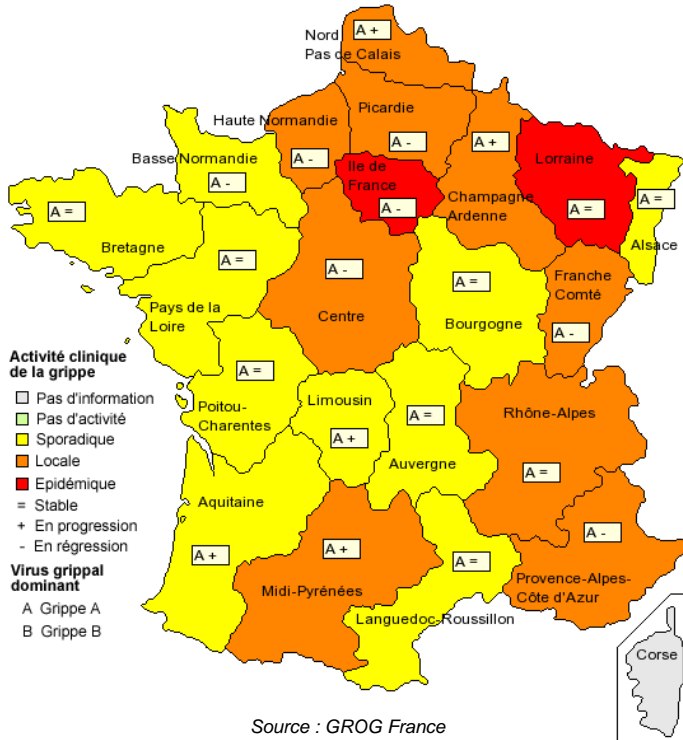 Nord
Pas de Calais
A +
Picardie
A -
Haute Normandie
A -
Basse Normandie
A -
Ile de
France
A -
Champagne
Ardenne
A +
Lorraine
A =
Alsace
A =
Bretagne
A =
Pays de la
Loire
A =
Centre
A -
Bourgogne
A =
Franche
Comté
A -
Poitou-
Charentes
A =
Limousin
A +
Auvergne
A =
Rhône-Alpes
A =
Aquitaine
A +
Midi-Pyrénées
A +
Languedoc-Roussillon
A =
Provence-Alpes-
Côte d'Azur
A -
Corse
Activité clinique
de la grippe
Pas d'information
Pas d'activité
Sporadique
Locale
Epidémique
= Stable
+ En progression
- En régression
Virus grippal
dominant
A Grippe A
B Grippe B
Source : GROG France